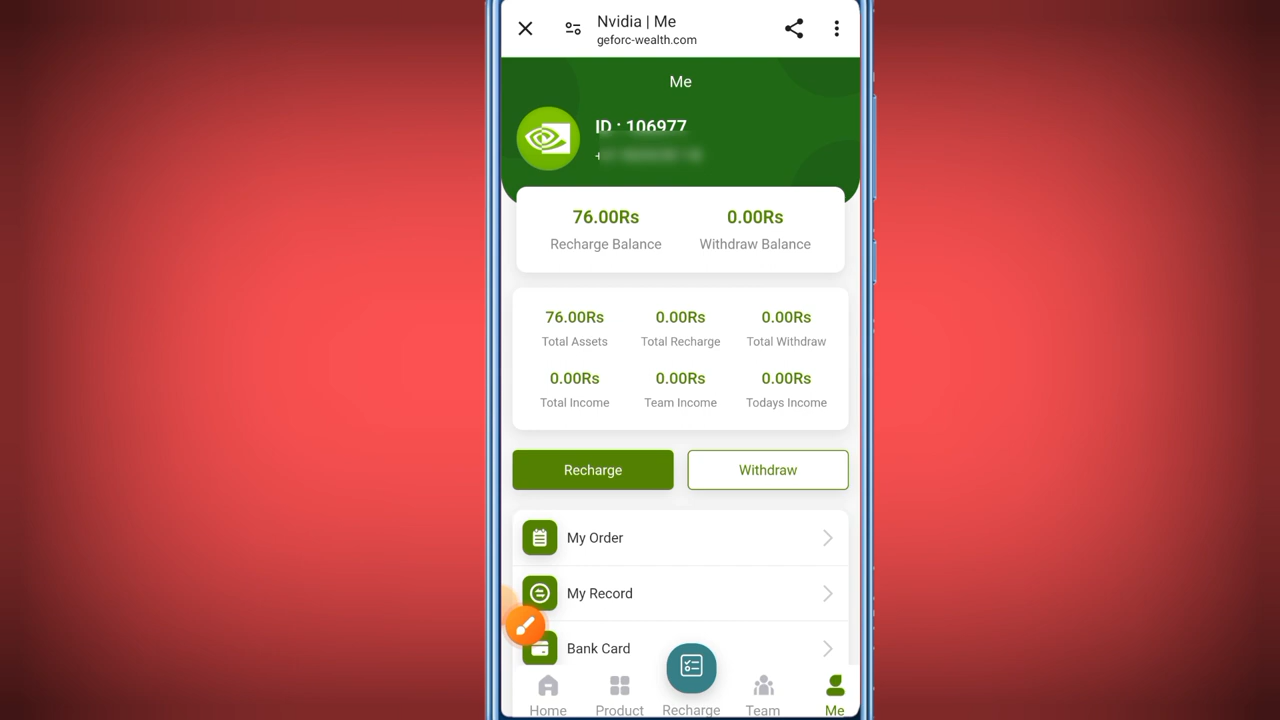 Nvidia | Me
geforc-wealth.com
Me
ID : 106977
76.00Rs 0.00Rs
Recharge Balance Withdraw Balance
76.00Rs 0.00Rs 0.00Rs
Total Assets Total Recharge Total Withdraw
0.00Rs 0.00Rs 0.00Rs
Total Income Team Income Todays Income
Recharge Withdraw
My Order
My Record
Bank Card
Home Product Recharge Team Me